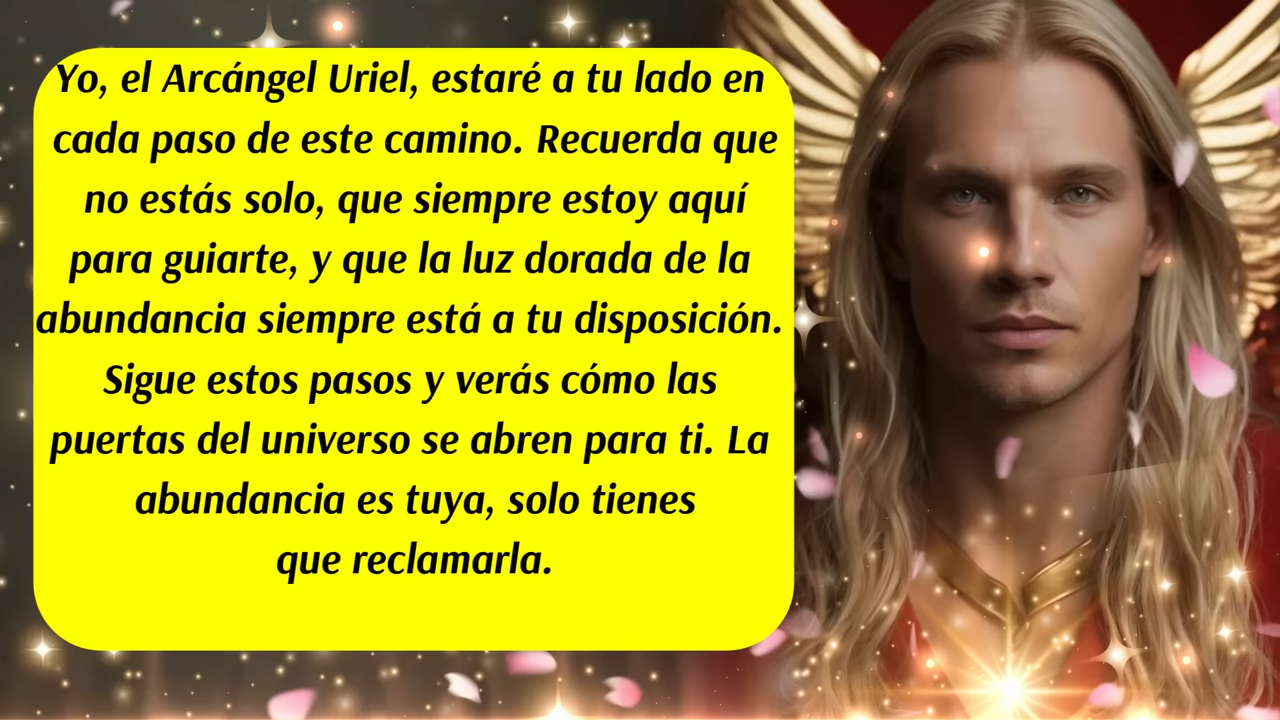 Yo, el Arcángel Uriel, estaré a tu lado en
cada paso de este camino. Recuerda que
no estás solo, que siempre estoy aquí
para guiarte, y que la luz dorada de la
abundancia siempre está a tu disposición.
Sigue estos pasos y verás cómo las
puertas del universo se abren para ti. La
abundancia es tuya, solo tienes
que reclamarla.